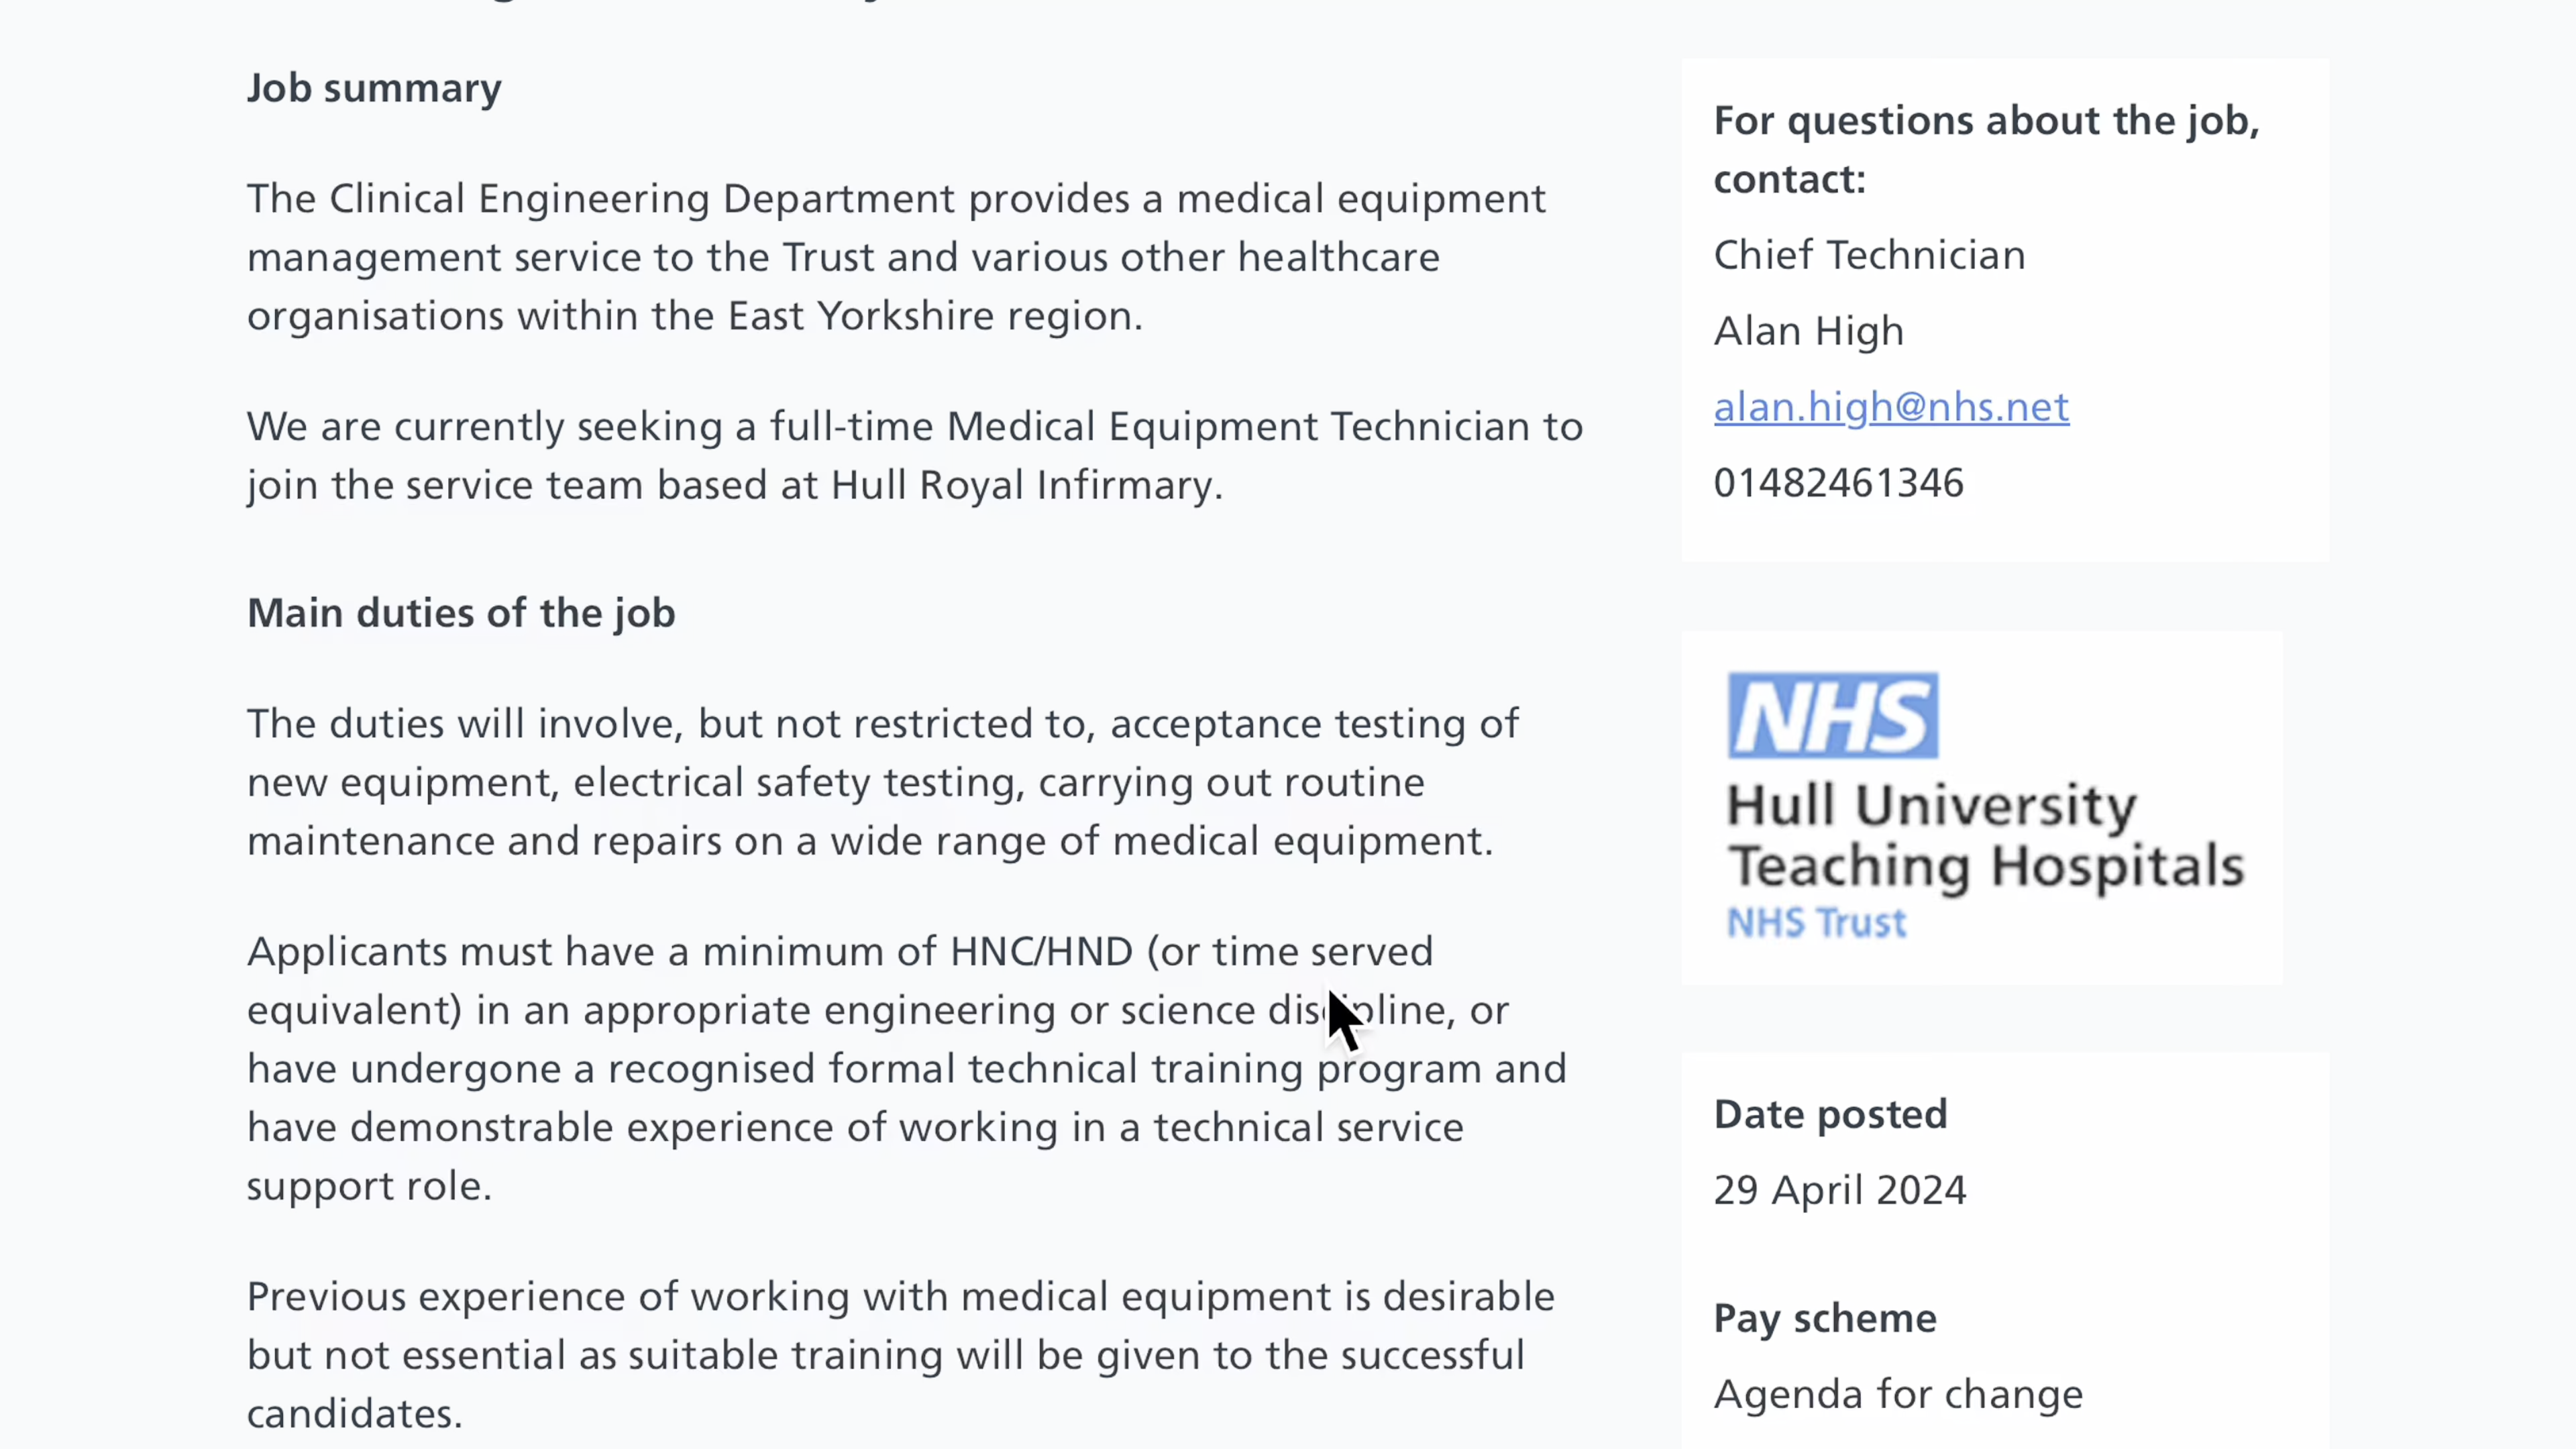 Job summary
The Clinical Engineering Department provides a medical equipment
management service to the Trust and various other healthcare
organisations within the East Yorkshire region.
We are currently seeking a full-time Medical Equipment Technician to
join the service team based at Hull Royal Infirmary.
Main duties of the job
The duties will involve, but not restricted to, acceptance testing of
new equipment, electrical safety testing, carrying out routine
maintenance and repairs on a wide range of medical equipment.
Applicants must have a minimum of HNC/HND (or time served
equivalent) in an appropriate engineering or science discipline, or
have undergone a recognised formal technical training program and
have demonstrable experience of working in a technical service
support role.
Previous experience of working with medical equipment is desirable
but not essential as suitable training will be given to the successful
candidates.
For questions about the job,
contact:
Chief Technician
Alan High
alan.high@nhs.net
01482461346
NHS
Hull University
Teaching Hospitals
NHS Trust
Date posted
29 April 2024
Pay scheme
Agenda for change